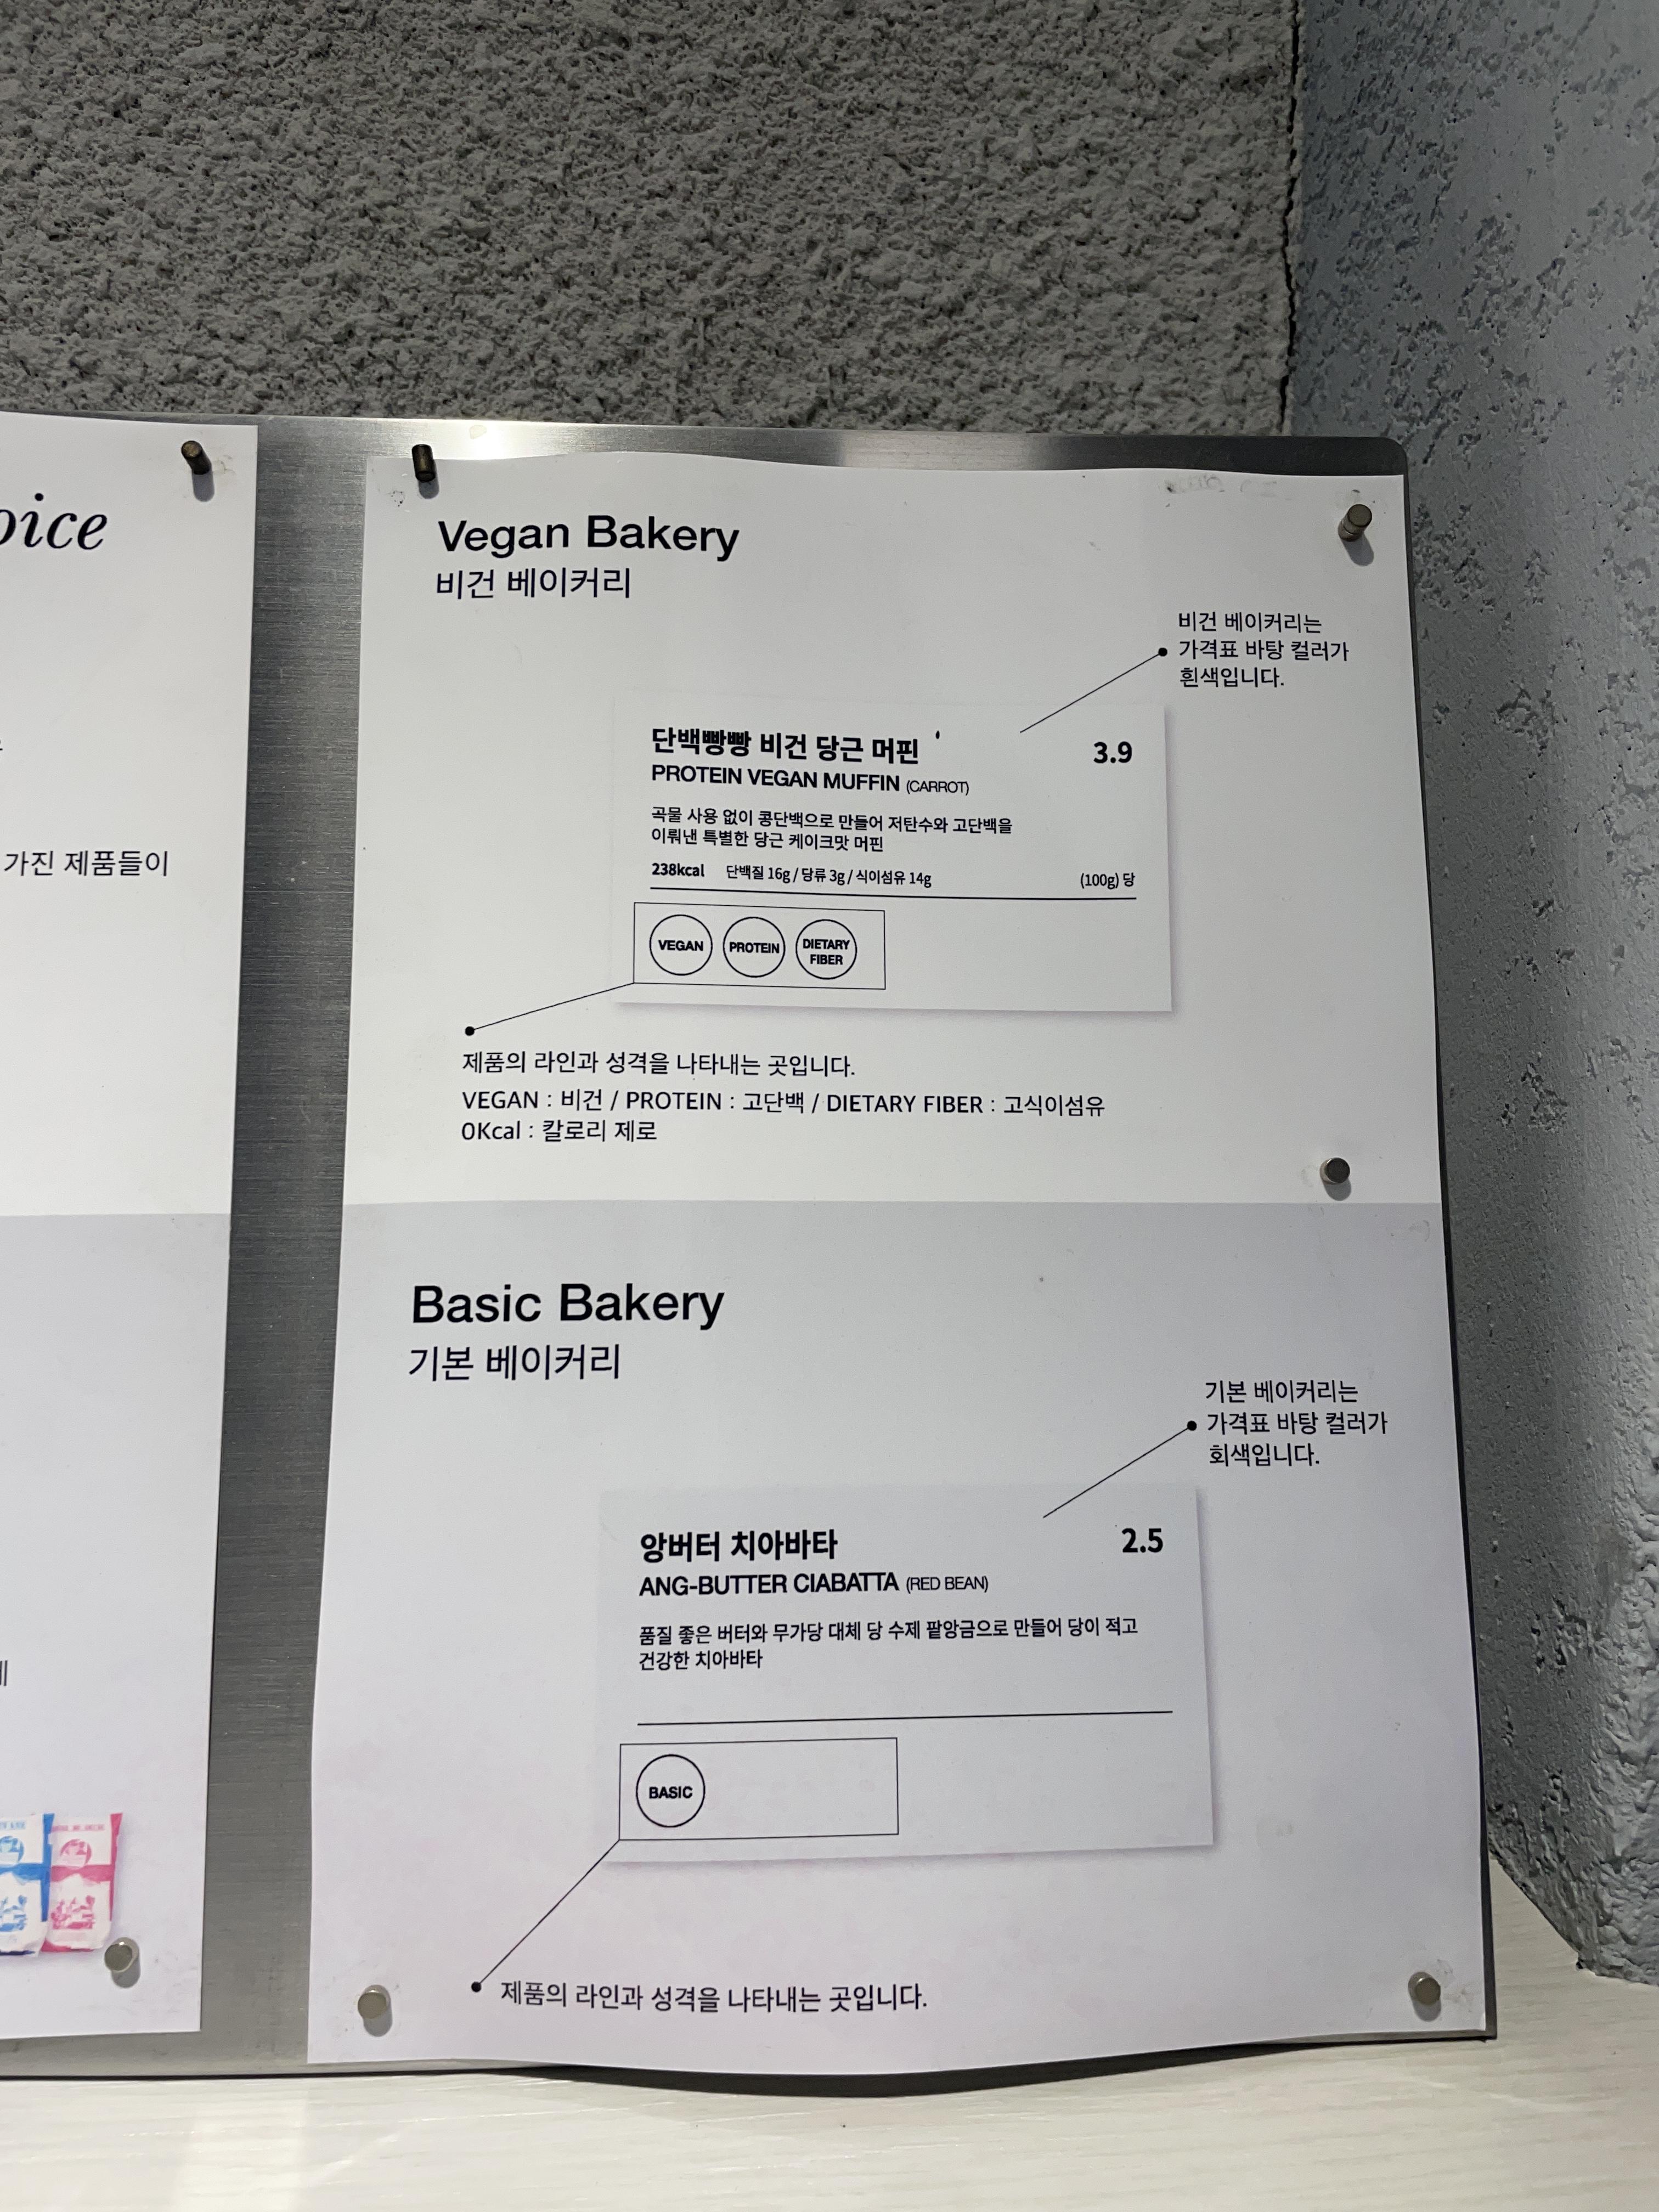 oice
가진 제품들이
Vegan Bakery
비건 베이커리
비건 베이커리는
가격표 바탕 컬러가
흰색입니다.
단백빵빵 비건 당근 머핀 3.9
PROTEIN VEGAN MUFFIN (CARROT)
곡물 사용 없이 콩단백으로 만들어 저탄수와 고단백을
이뤄낸 특별한 당근 케이크맛 머핀
238kcal 단백질 16g / 당류 3g / 식이섬유 14g (100g) 당
VEGAN PROTEIN DIETARY FIBER
제품의 라인과 성격을 나타내는 곳입니다.
VEGAN : 비건 / PROTEIN : 고단백 / DIETARY FIBER : 고식이섬유
0Kcal : 칼로리 제로
Basic Bakery
기본 베이커리
기본 베이커리는
가격표 바탕 컬러가
회색입니다.
앙버터 치아바타 2.5
ANG-BUTTER CIABATTA (RED BEAN)
품질 좋은 버터와 무가당 대체 당 수제 팥앙금으로 만들어 당이 적고
건강한 치아바타
BASIC
제품의 라인과 성격을 나타내는 곳입니다.